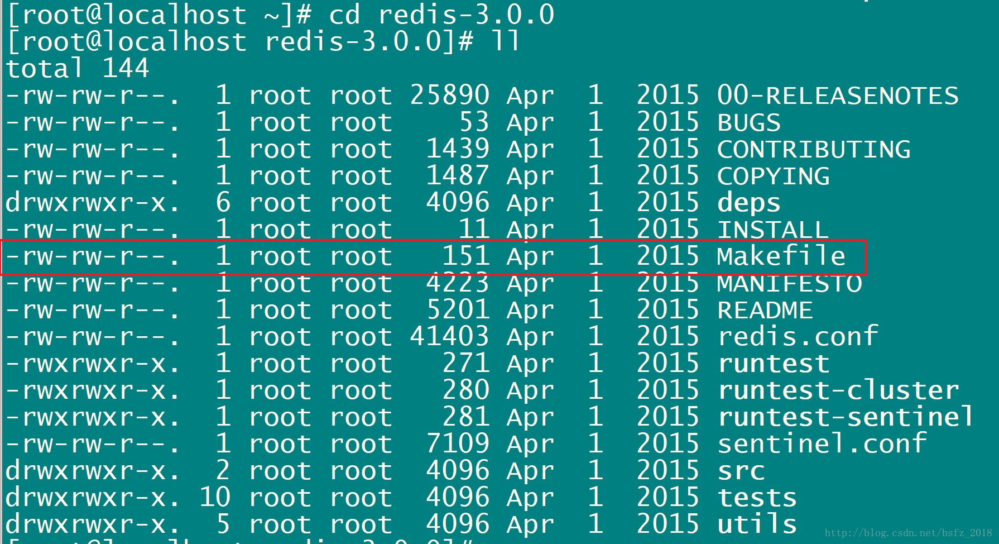 [root@localhost ~]# cd redis-3.0.0
[root@localhost redis-3.0.0]# ll
total 144
-rw-rw-r--.  1 root root 25890 Apr  1  2015 00-RELEASENOTES
-rw-rw-r--.  1 root root    53 Apr  1  2015 BUGS
-rw-rw-r--.  1 root root  1439 Apr  1  2015 CONTRIBUTING
-rw-rw-r--.  1 root root  1487 Apr  1  2015 COPYING
drwxrwxr-x.  6 root root  4096 Apr  1  2015 deps
-rw-rw-r--.  1 root root    11 Apr  1  2015 INSTALL
-rw-rw-r--.  1 root root   151 Apr  1  2015 Makefile
-rw-rw-r--.  1 root root  4223 Apr  1  2015 MANIFESTO
-rw-rw-r--.  1 root root  5201 Apr  1  2015 README
-rw-rw-r--.  1 root root 41403 Apr  1  2015 redis.conf
-rwxrwxr-x.  1 root root   271 Apr  1  2015 runtest
-rwxrwxr-x.  1 root root   280 Apr  1  2015 runtest-cluster
-rwxrwxr-x.  1 root root   281 Apr  1  2015 runtest-sentinel
-rw-rw-r--.  1 root root  7109 Apr  1  2015 sentinel.conf
drwxrwxr-x.  2 root root  4096 Apr  1  2015 src
drwxrwxr-x. 10 root root  4096 Apr  1  2015 tests
drwxrwxr-x.  5 root root  4096 Apr  1  2015 utils
[root@localhost redis-3.0.0]#
http://blog.csdn.net/bsfz_2018